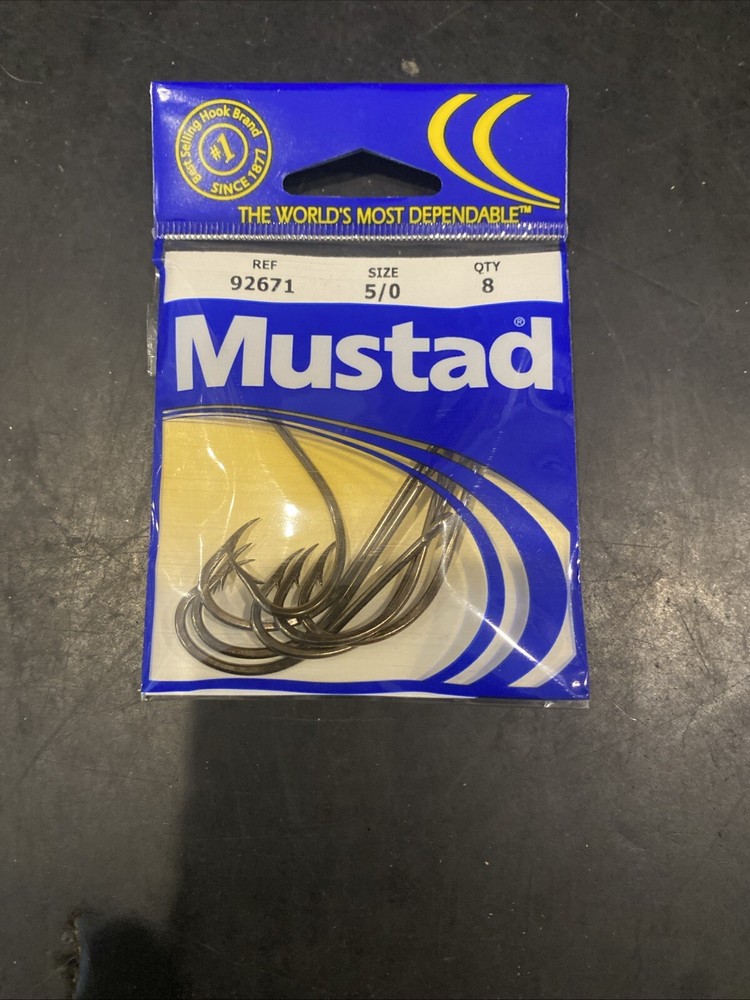 Best Selling Hook Brand
#1
SINCE 1877
THE WORLD'S MOST DEPENDABLE™
REF
92671
SIZE
5/0
QTY
8
Mustad®